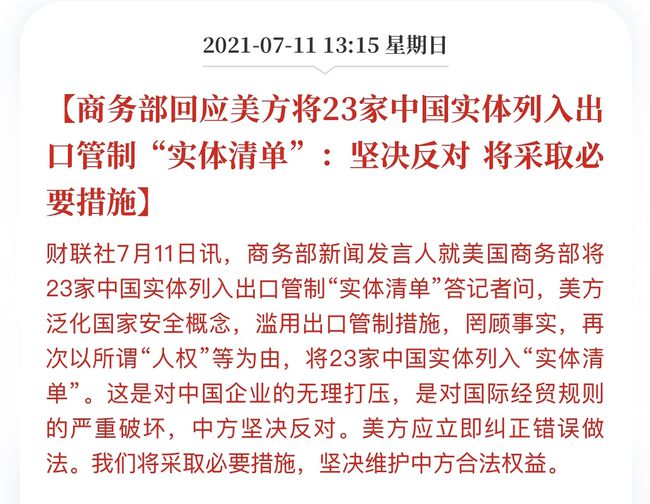 2021-07-11 13:15 星期日
【商务部回应美方将23家中国实体列入出
口管制“实体清单”：坚决反对 将采取必
要措施】
财联社7月11日讯，商务部新闻发言人就美国商务部将
23家中国实体列入出口管制“实体清单”答记者问，美方
泛化国家安全概念，滥用出口管制措施，罔顾事实，再
次以所谓“人权”等为由，将23家中国实体列入“实体清
单”。这是对中国企业的无理打压，是对国际经贸规则
的严重破坏，中方坚决反对。美方应立即纠正错误做
法。我们将采取必要措施，坚决维护中方合法权益。